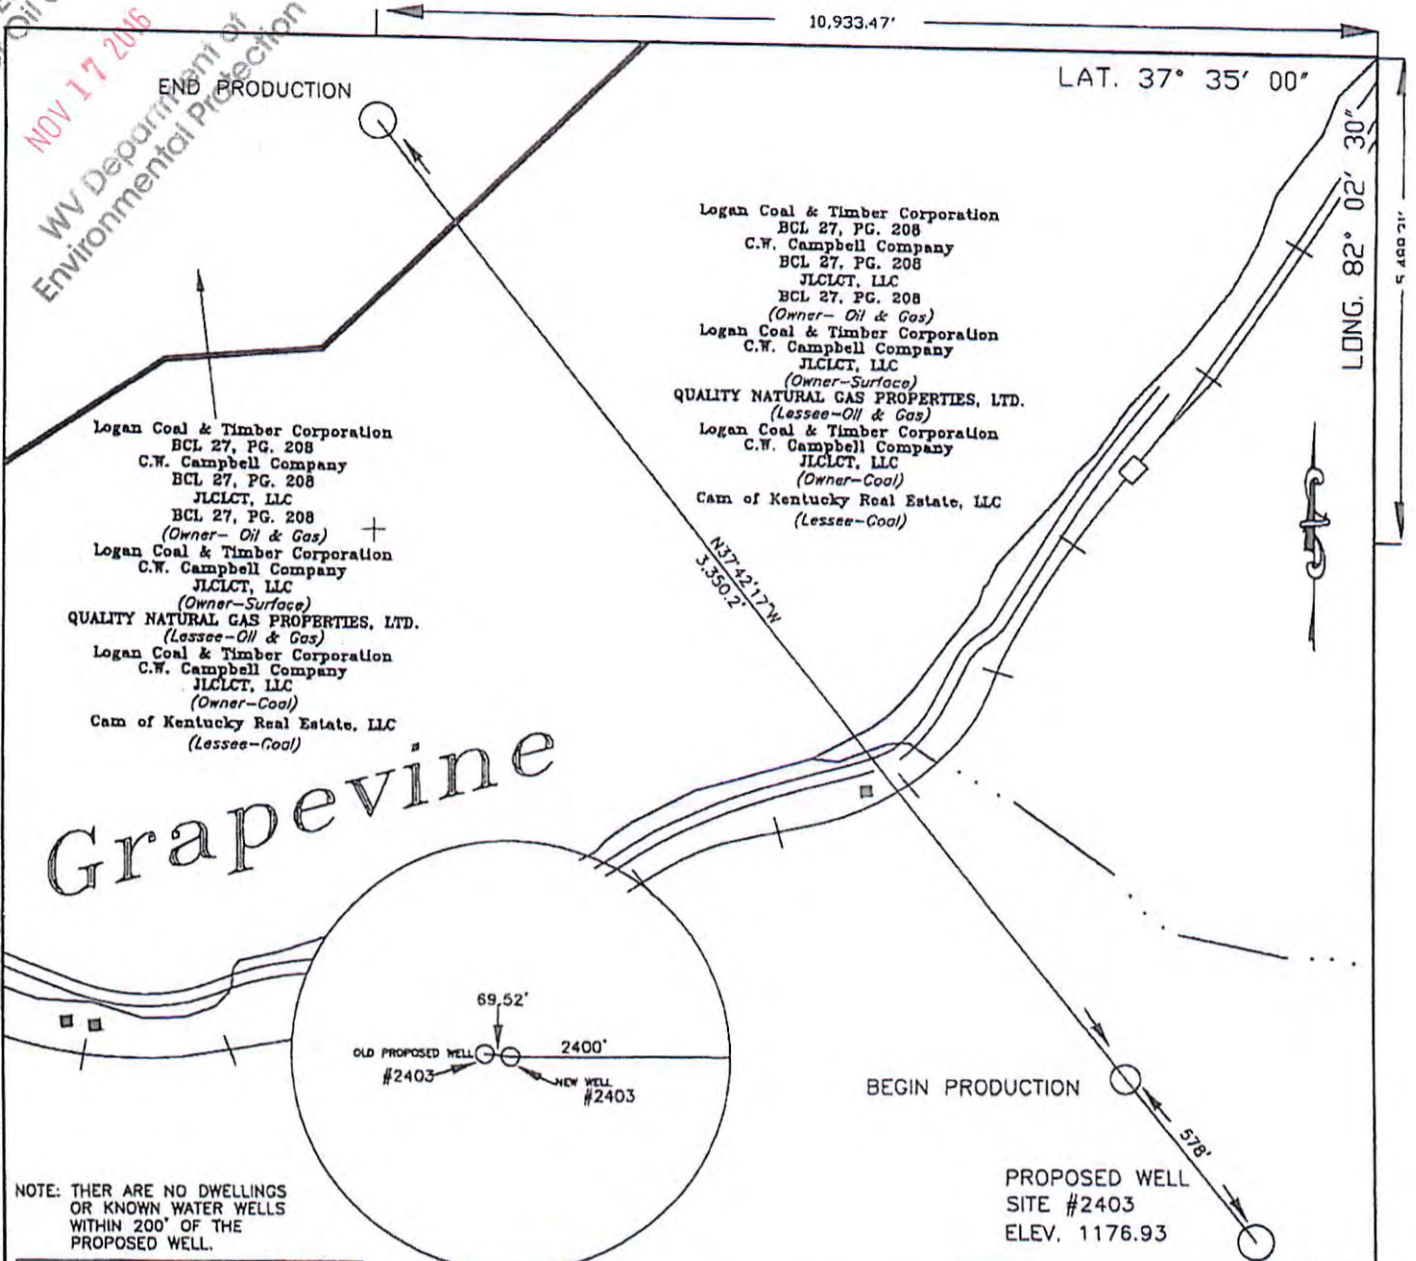 Oil
NOV 17 2016
WV Department of
Environmental Protection
10,933.47'
END PRODUCTION
LAT. 37° 35' 00"
LONG. 82° 02' 30"
Logan Coal & Timber Corporation
BCL 27, PG. 208
C.W. Campbell Company
BCL 27, PG. 208
JLCLCT, LLC
BCL 27, PG. 208
(Owner- Oil & Gas)
Logan Coal & Timber Corporation
C.W. Campbell Company
JLCLCT, LLC
(Owner-Surface)
QUALITY NATURAL GAS PROPERTIES, LTD.
(Lessee-Oil & Gas)
Logan Coal & Timber Corporation
C.W. Campbell Company
JLCLCT, LLC
(Owner-Coal)
Cam of Kentucky Real Estate, LLC
(Lessee-Coal)
Logan Coal & Timber Corporation
BCL 27, PG. 208
C.W. Campbell Company
BCL 27, PG. 208
JLCLCT, LLC
BCL 27, PG. 208
(Owner- Oil & Gas)
Logan Coal & Timber Corporation
C.W. Campbell Company
JLCLCT, LLC
(Owner-Surface)
QUALITY NATURAL GAS PROPERTIES, LTD.
(Lessee-Oil & Gas)
Logan Coal & Timber Corporation
C.W. Campbell Company
JLCLCT, LLC
(Owner-Coal)
Cam of Kentucky Real Estate, LLC
(Lessee-Coal)
N37°42'17"W
3,350.2'
Grapevine
69.52'
OLD PROPOSED WELL
#2403
2400'
NEW WELL
#2403
BEGIN PRODUCTION
578'
PROPOSED WELL
SITE #2403
ELEV. 1176.93
NOTE: THER ARE NO DWELLINGS
OR KNOWN WATER WELLS
WITHIN 200' OF THE
PROPOSED WELL.